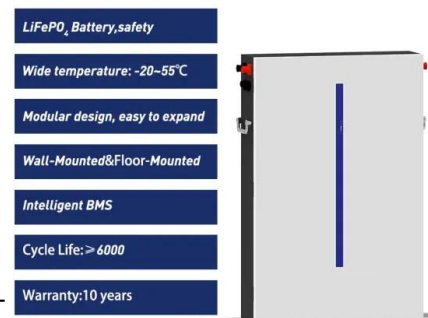 LiFePO₄ Battery,safety
Wide temperature: -20~55℃
Modular design, easy to expand
Wall-Mounted&Floor-Mounted
Intelligent BMS
Cycle Life:≥6000
Warranty:10 years